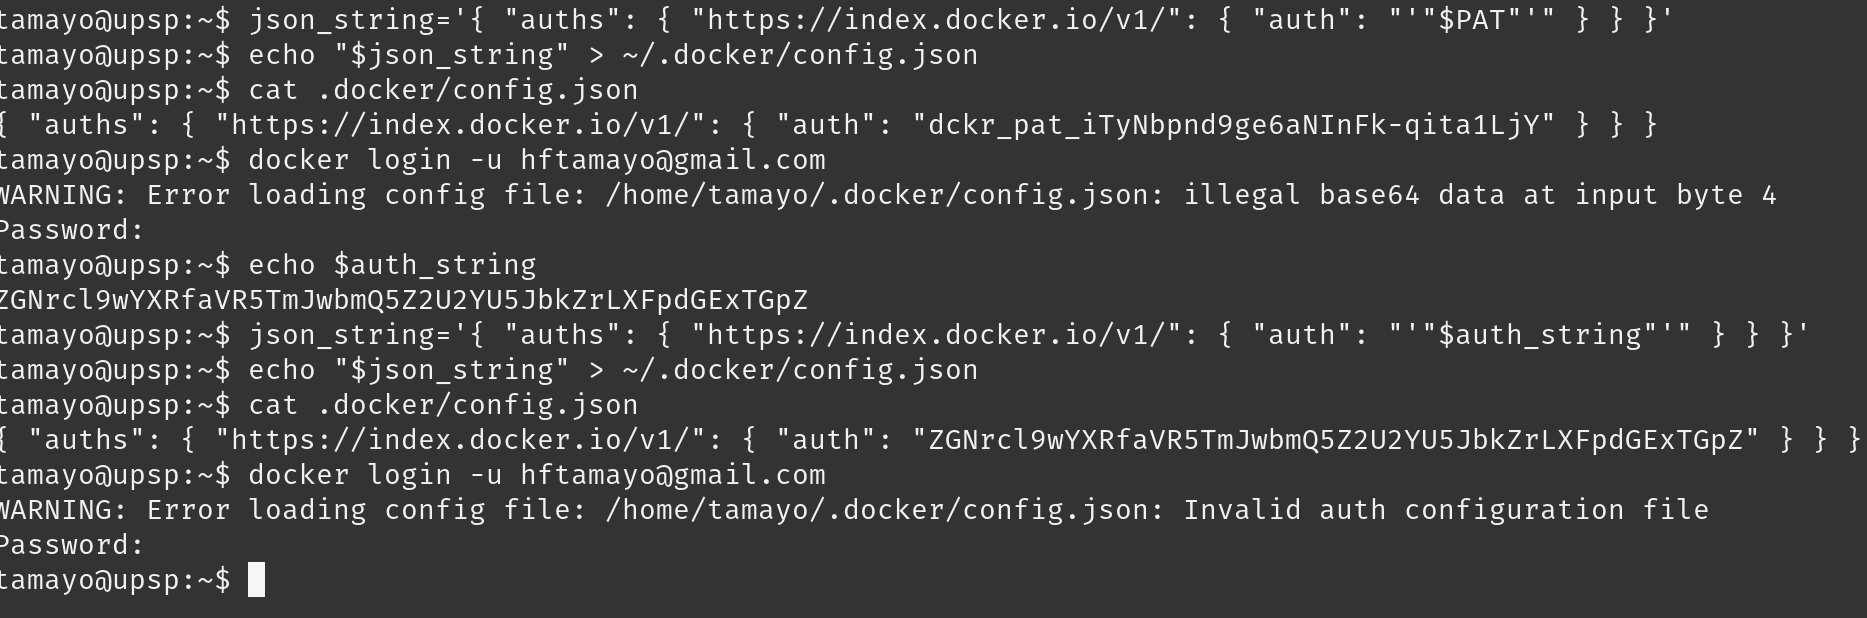 tamayo@upsp:~$ json_string='{ "auths": { "https://index.docker.io/v1/": { "auth": "'"$PAT"'" } } }'
tamayo@upsp:~$ echo "$json_string" > ~/.docker/config.json
tamayo@upsp:~$ cat .docker/config.json
{ "auths": { "https://index.docker.io/v1/": { "auth": "dckr_pat_iTyNbpnd9ge6aNInFk-qita1LjY" } } }
tamayo@upsp:~$ docker login -u hftamayo@gmail.com
WARNING: Error loading config file: /home/tamayo/.docker/config.json: illegal base64 data at input byte 4
Password:
tamayo@upsp:~$ echo $auth_string
ZGNrcl9wYXRfaVR5TmJwbmQ5Z2U2YU5JbkZrLXFpdGExTGpZ
tamayo@upsp:~$ json_string='{ "auths": { "https://index.docker.io/v1/": { "auth": "'"$auth_string"'" } } }'
tamayo@upsp:~$ echo "$json_string" > ~/.docker/config.json
tamayo@upsp:~$ cat .docker/config.json
{ "auths": { "https://index.docker.io/v1/": { "auth": "ZGNrcl9wYXRfaVR5TmJwbmQ5Z2U2YU5JbkZrLXFpdGExTGpZ" } } }
tamayo@upsp:~$ docker login -u hftamayo@gmail.com
WARNING: Error loading config file: /home/tamayo/.docker/config.json: Invalid auth configuration file
Password:
tamayo@upsp:~$